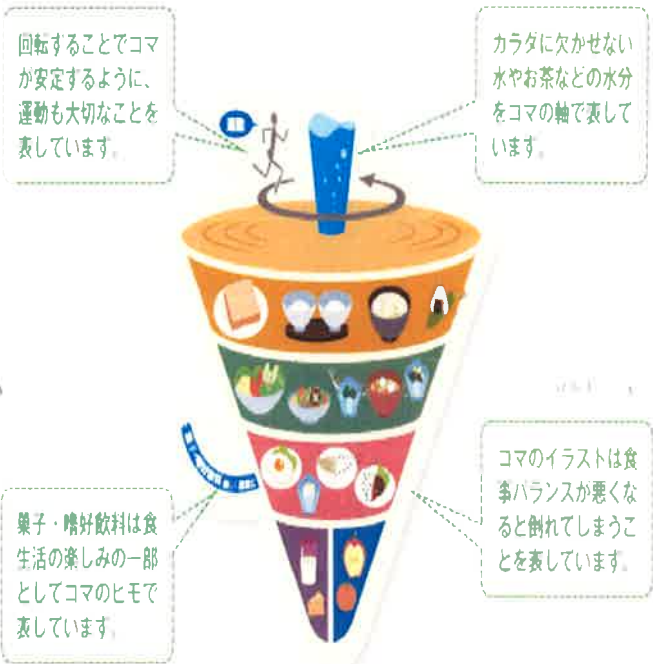 回転することでコマ
が安定するように、
運動も大切なことを
表しています。
カラダに欠かせない
水やお茶などの水分
をコマの軸で表して
います。
コマのイラストは食
事バランスが悪くな
ると倒れてしまうこ
とを表しています。
菓子・嗜好飲料は食
生活の楽しみの一部
としてコマのヒモで
表しています。